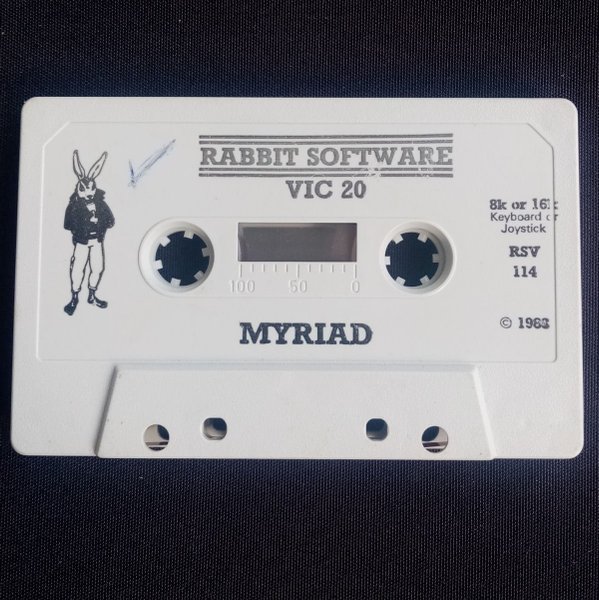 RABBIT SOFTWARE
VIC 20
8k or 16k
Keyboard or
Joystick
RSV
114
100 50 0
MYRIAD
© 1983